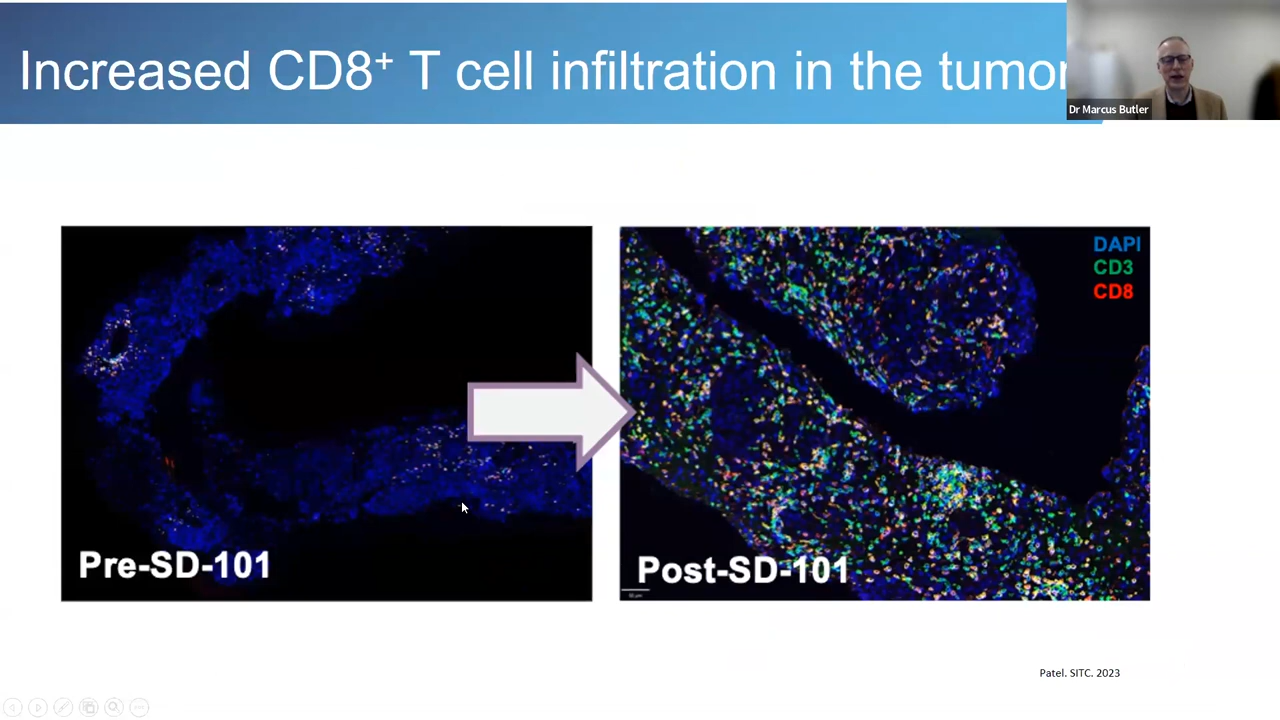 Increased CD8⁺ T cell infiltration in the tumor
Dr Marcus Butler
DAPI
CD3
CD8
Pre-SD-101
Post-SD-101
Patel. SITC. 2023